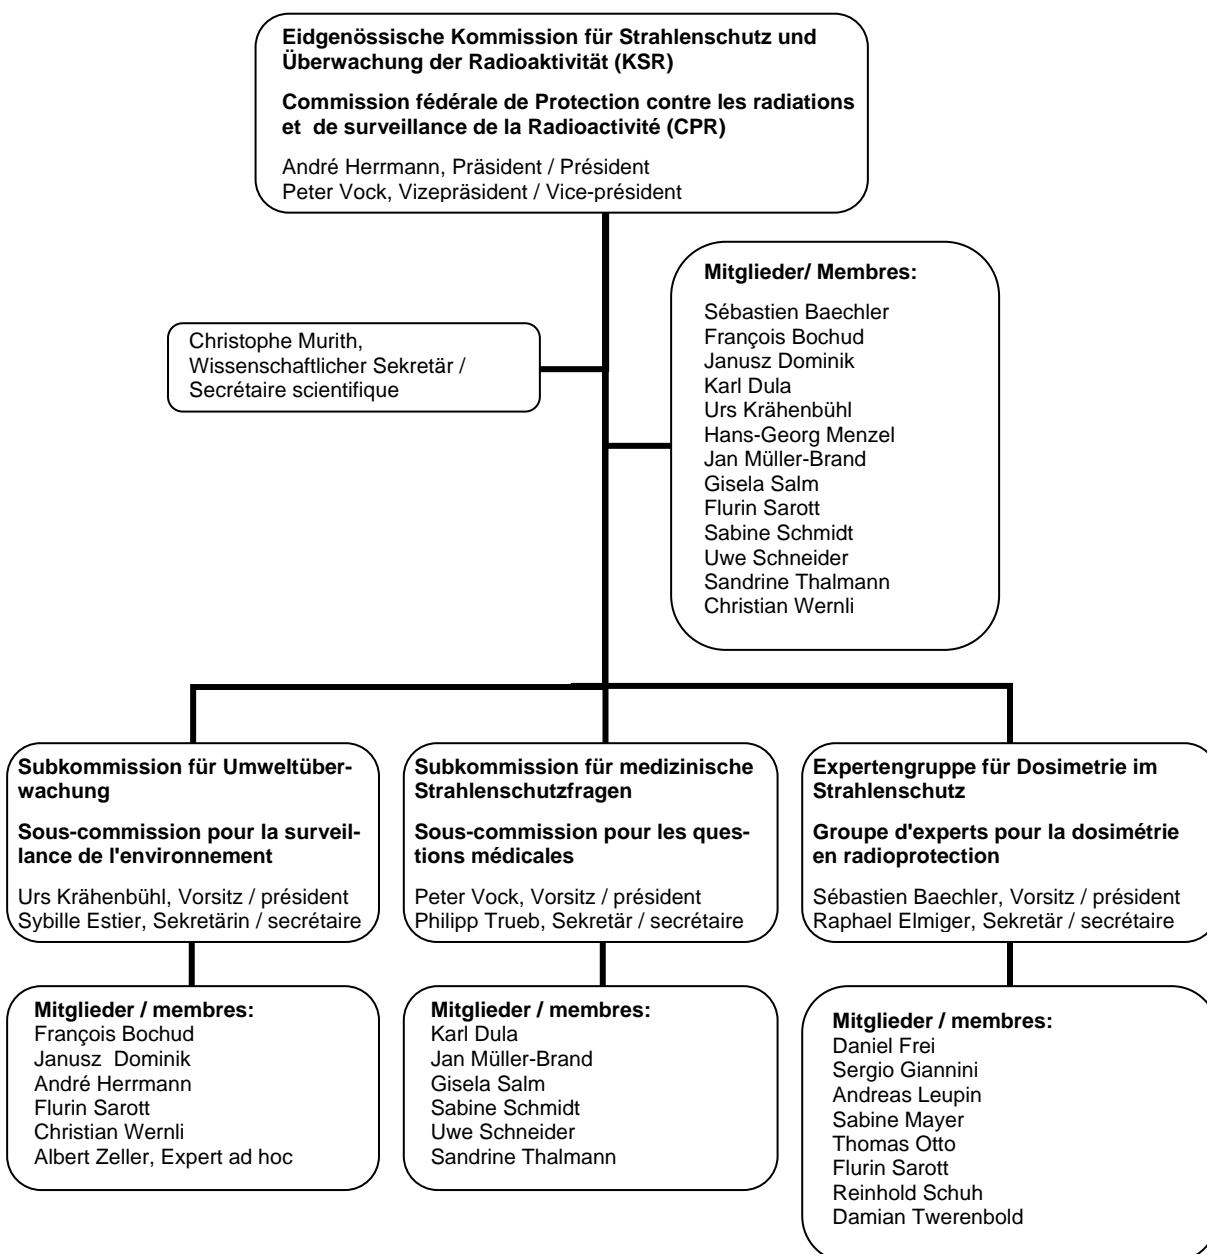 Eidgenössische Kommission für Strahlenschutz und
Überwachung der Radioaktivität (KSR)
Commission fédérale de Protection contre les radiations
et de surveillance de la Radioactivité (CPR)
André Herrmann, Präsident / Président
Peter Vock, Vizepräsident / Vice-président
Christophe Murith,
Wissenschaftlicher Sekretär /
Secrétaire scientifique
Mitglieder/ Membres:
Sébastien Baechler
François Bochud
Janusz Dominik
Karl Dula
Urs Krähenbühl
Hans-Georg Menzel
Jan Müller-Brand
Gisela Salm
Flurin Sarott
Sabine Schmidt
Uwe Schneider
Sandrine Thalmann
Christian Wernli
Subkommission für Umweltüber-
wachung
Sous-commission pour la surveil-
lance de l'environnement
Urs Krähenbühl, Vorsitz / président
Sybille Estier, Sekretärin / secrétaire
Mitglieder / membres:
François Bochud
Janusz Dominik
André Herrmann
Flurin Sarott
Christian Wernli
Albert Zeller, Expert ad hoc
Subkommission für medizinische
Strahlenschutzfragen
Sous-commission pour les ques-
tions médicales
Peter Vock, Vorsitz / président
Philipp Trueb, Sekretär / secrétaire
Mitglieder / membres:
Karl Dula
Jan Müller-Brand
Gisela Salm
Sabine Schmidt
Uwe Schneider
Sandrine Thalmann
Expertengruppe für Dosimetrie im
Strahlenschutz
Groupe d'experts pour la dosimétrie
en radioprotection
Sébastien Baechler, Vorsitz / président
Raphael Elmiger, Sekretär / secrétaire
Mitglieder / membres:
Daniel Frei
Sergio Giannini
Andreas Leupin
Sabine Mayer
Thomas Otto
Flurin Sarott
Reinhold Schuh
Damian Twerenbold